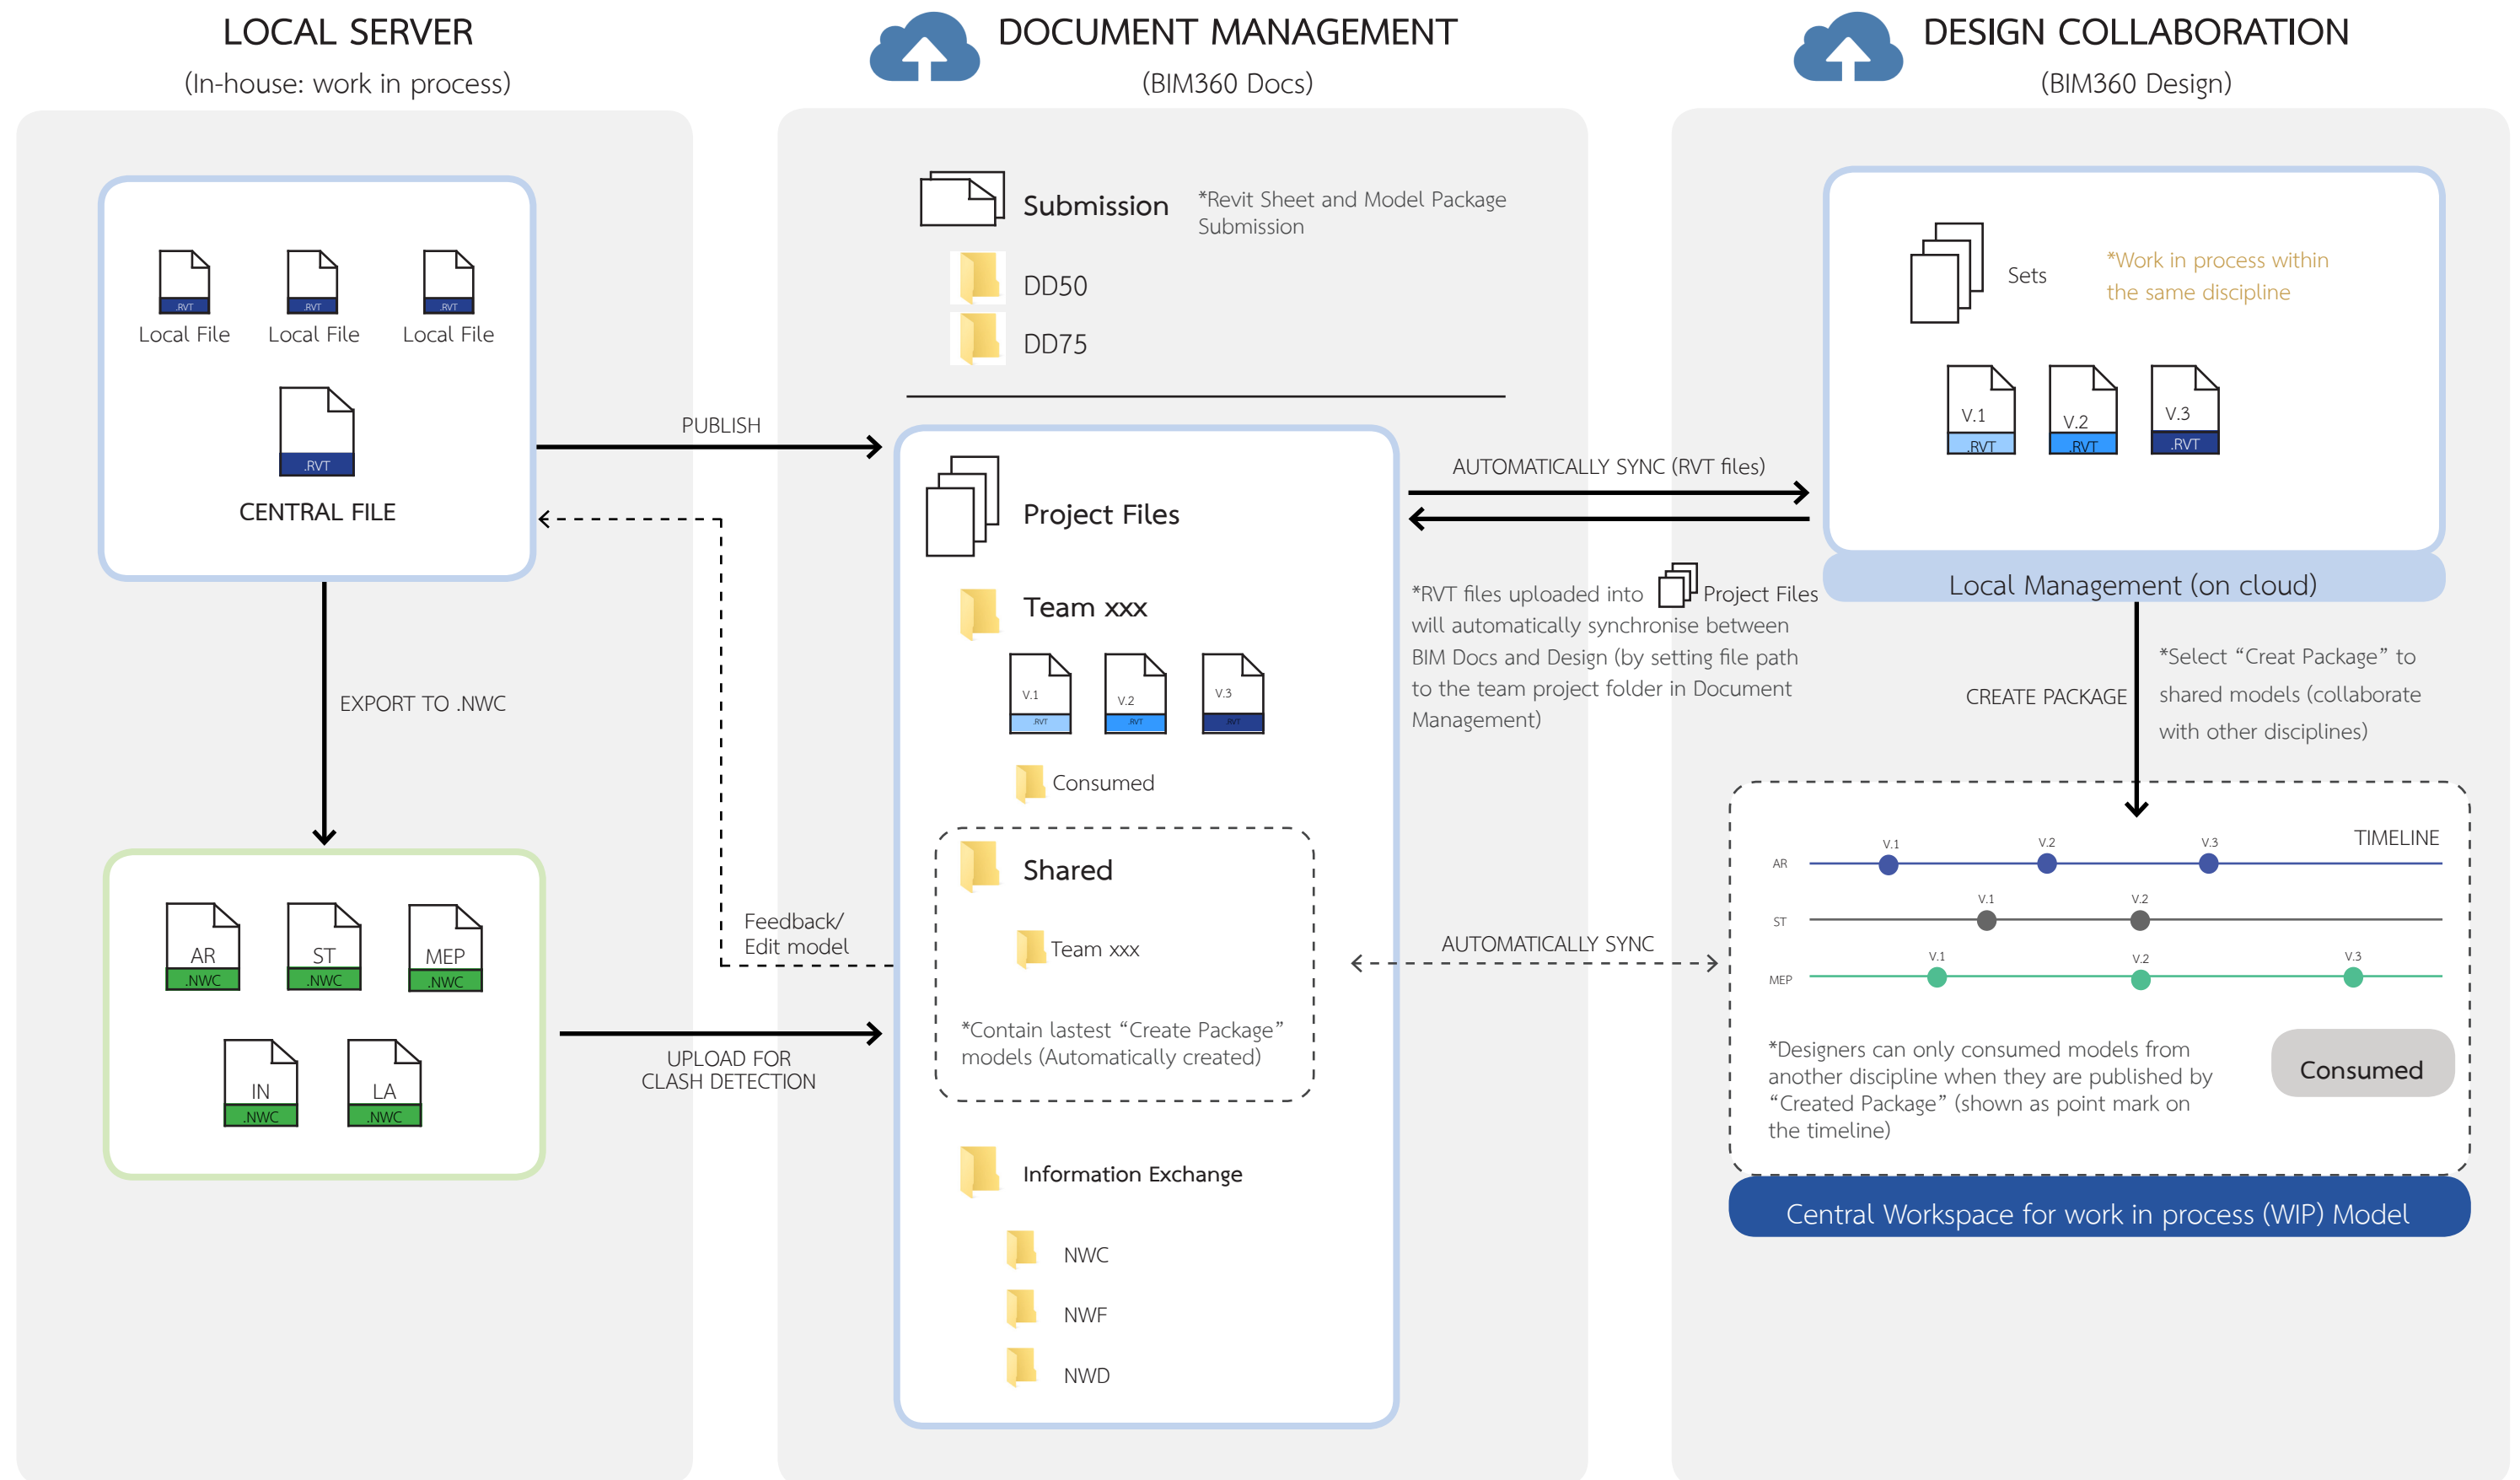 LOCAL SERVER
(In-house: work in process)
.RVT
.RVT
.RVT
Local File
Local File
Local File
.RVT
CENTRAL FILE
EXPORT TO .NWC
AR
.NWC
ST
.NWC
MEP
.NWC
IN
.NWC
LA
.NWC
PUBLISH
Feedback/
Edit model
UPLOAD FOR
CLASH DETECTION
DOCUMENT MANAGEMENT
(BIM360 Docs)
Submission
*Revit Sheet and Model Package
Submission
DD50
DD75
Project Files
Team xxx
V.1
.RVT
V.2
.RVT
V.3
.RVT
Consumed
Shared
Team xxx
*Contain lastest “Create Package”
models (Automatically created)
Information Exchange
NWC
NWF
NWD
AUTOMATICALLY SYNC (RVT files)
*RVT files uploaded into Project Files
will automatically synchronise between
BIM Docs and Design (by setting file path
to the team project folder in Document
Management)
AUTOMATICALLY SYNC
DESIGN COLLABORATION
(BIM360 Design)
Sets
*Work in process within
the same discipline
V.1
.RVT
V.2
.RVT
V.3
.RVT
Local Management (on cloud)
CREATE PACKAGE
*Select “Creat Package” to
shared models (collaborate
with other disciplines)
TIMELINE
AR
V.1
V.2
V.3
ST
V.1
V.2
MEP
V.1
V.2
V.3
*Designers can only consumed models from
another discipline when they are published by
“Created Package” (shown as point mark on
the timeline)
Consumed
Central Workspace for work in process (WIP) Model